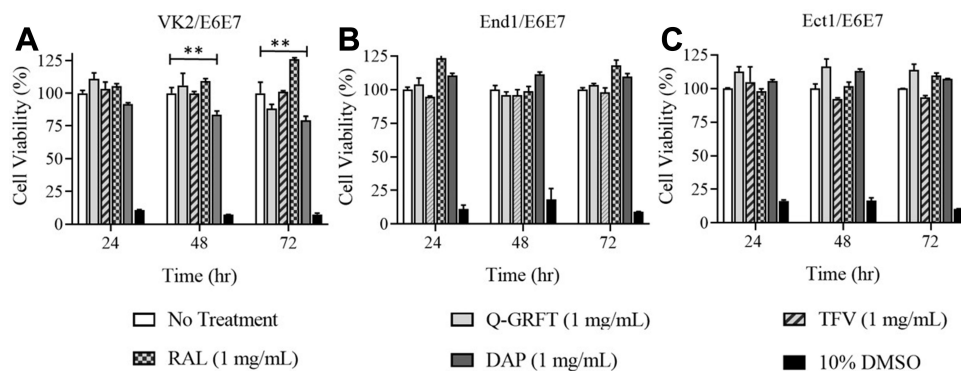 A
VK2/E6E7
Cell Viability (%)
125
100
75
50
25
0
**
**
24
48
72
Time (hr)
B
End1/E6E7
Cell Viability (%)
125
100
75
50
25
0
24
48
72
Time (hr)
C
Ect1/E6E7
Cell Viability (%)
125
100
75
50
25
0
24
48
72
Time (hr)
No Treatment
Q-GRFT (1 mg/mL)
TFV (1 mg/mL)
RAL (1 mg/mL)
DAP (1 mg/mL)
10% DMSO